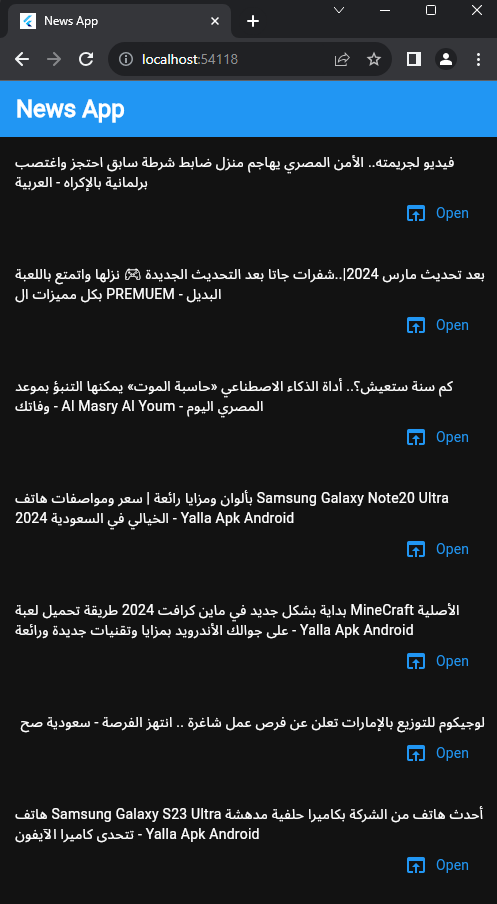 News App
localhost:54118
News App
فيديو لجريمته.. الأمن المصري يهاجم منزل ضابط شرطة سابق احتجز واغتصب
برلمانية بالإكراه - العربية
Open
بعد تحديث مارس 2024|..شفرات جاتا بعد التحديث الجديدة 🎮 نزلها واتمتع باللعبة
بكل مميزات ال PREMUEM - البديل
Open
كم سنة ستعيش؟.. أداة الذكاء الاصطناعي «حاسبة الموت» يمكنها التنبؤ بموعد
وفاتك - Al Masry Al Youm - المصري اليوم
Open
بألوان ومزايا رائعة | سعر ومواصفات هاتف Samsung Galaxy Note20 Ultra
الخيالي في السعودية 2024 - Yalla Apk Android
Open
بداية بشكل جديد في ماين كرافت 2024 طريقة تحميل لعبة MineCraft الأصلية
على جوالك الأندرويد بمزايا وتقنيات جديدة ورائعة - Yalla Apk Android
Open
لوجيكوم للتوزيع بالإمارات تعلن عن فرص عمل شاغرة .. انتهز الفرصة - سعودية صح
Open
هاتف Samsung Galaxy S23 Ultra أحدث هاتف من الشركة بكاميرا حلفية مدهشة
تتحدى كاميرا الآيفون - Yalla Apk Android
Open